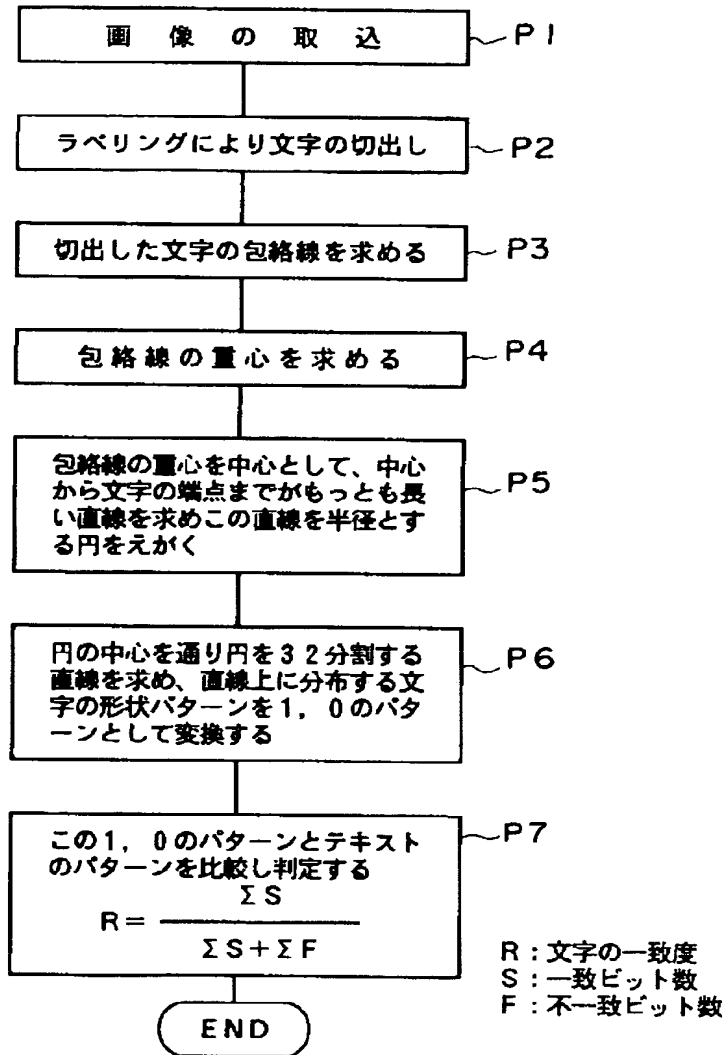 画像の取込
P1
ラベリングにより文字の切出し
P2
切出した文字の包絡線を求める
P3
包絡線の重心を求める
P4
包絡線の重心を中心として、中心
から文字の端点までがもっとも長
い直線を求めこの直線を半径とす
る円をえがく
P5
円の中心を通り円を32分割する
直線を求め、直線上に分布する文
字の形状パターンを1，0のパタ
ーンとして変換する
P6
この1，0のパターンとテキスト
のパターンを比較し判定する
P7
R= ΣS
ΣS+ΣF
R：文字の一致度
S：一致ビット数
F：不一致ビット数
END